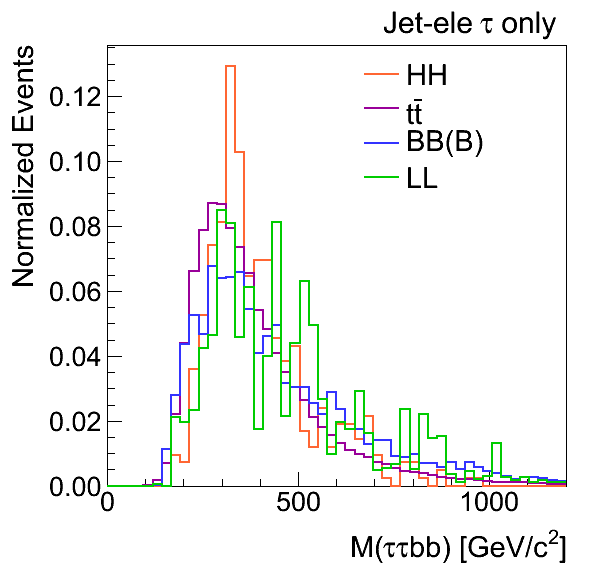 Jet-ele τ only
Normalized Events
HH
tt̄
BB(B)
LL
0.12
0.10
0.08
0.06
0.04
0.02
0.00
0 500 1000
M(ττbb) [GeV/c²]